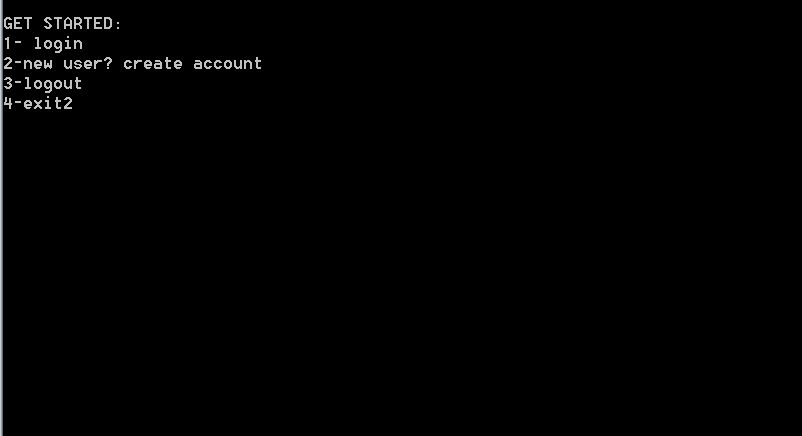 GET STARTED:
1- login
2-new user? create account
3-logout
4-exit2